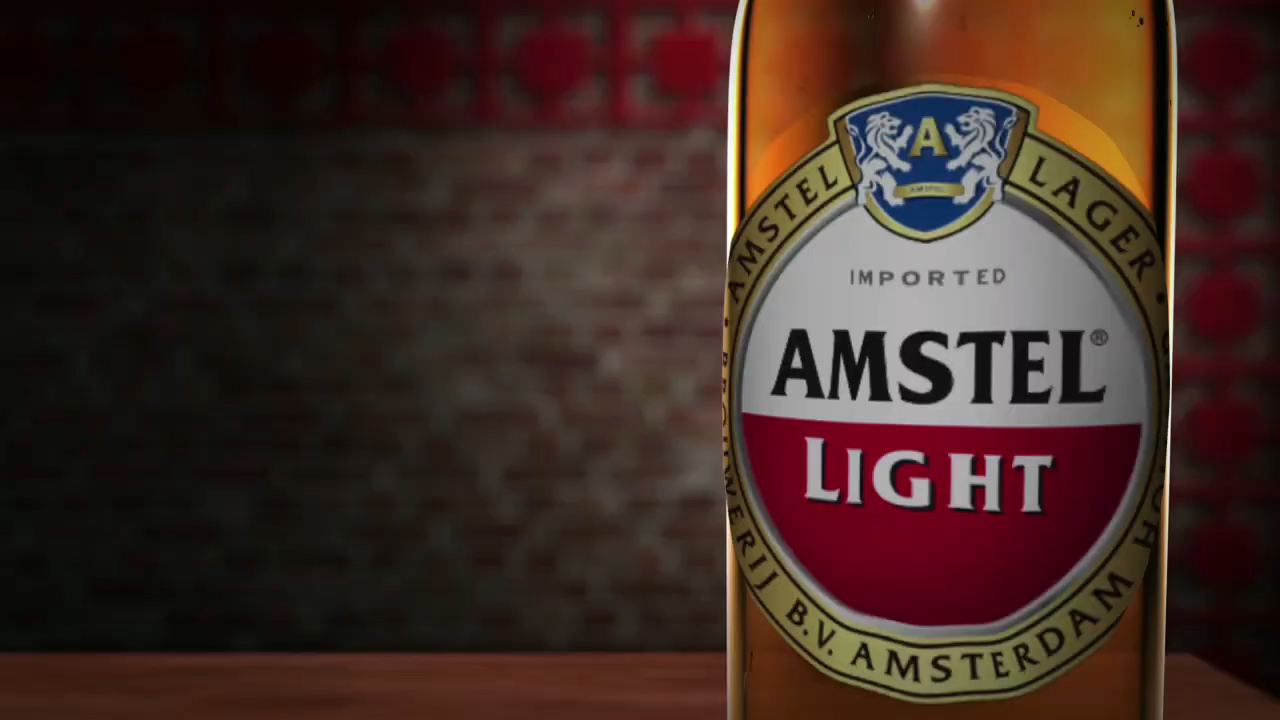 A
AMSTEL
AMSTEL LAGER
IMPORTED
AMSTEL®
LIGHT
B.V. AMSTERDAM